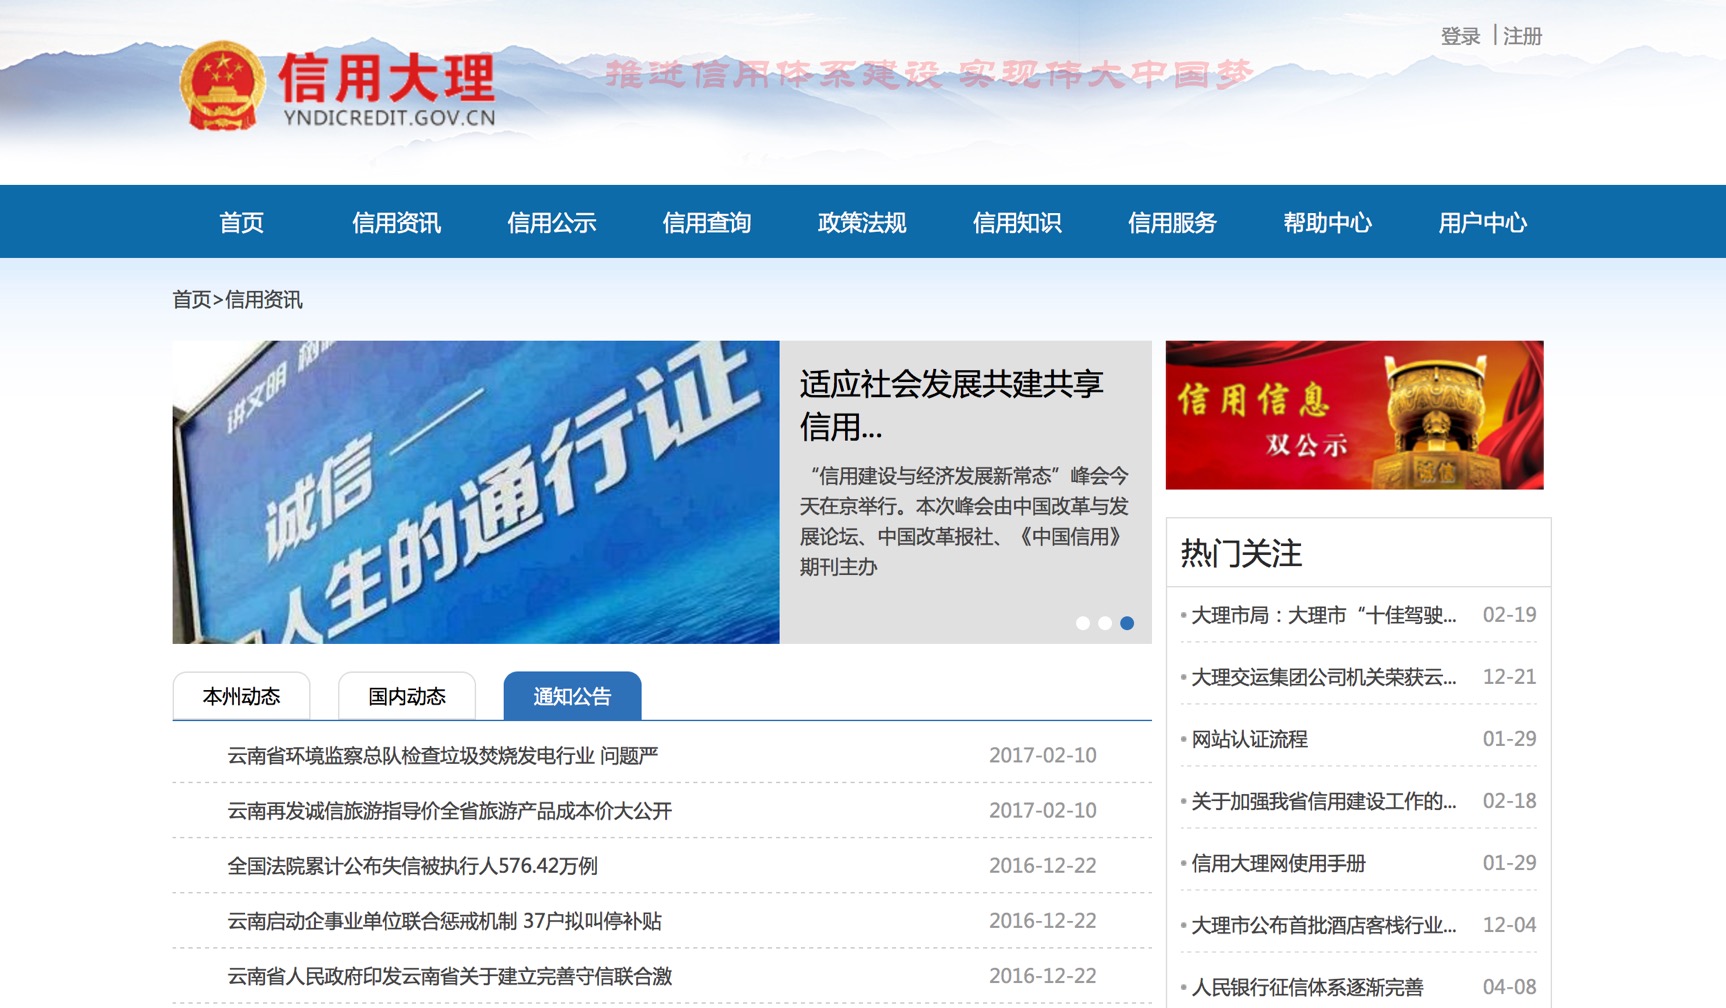 登录 | 注册
信用大理
YNDICREDIT.GOV.CN
推进信用体系建设 实现伟大中国梦
首页 信用资讯 信用公示 信用查询 政策法规 信用知识 信用服务 帮助中心 用户中心
首页>信用资讯
讲文明
诚信一
人生的通行证
适应社会发展共建共享
信用...
“信用建设与经济发展新常态”峰会今
天在京举行。本次峰会由中国改革与发
展论坛、中国改革报社、《中国信用》
期刊主办
信用信息
双公示
诚信
本州动态 国内动态 通知公告
云南省环境监察总队检查垃圾焚烧发电行业 问题严 2017-02-10
云南再发诚信旅游指导价全省旅游产品成本价大公开 2017-02-10
全国法院累计公布失信被执行人576.42万例 2016-12-22
云南启动企事业单位联合惩戒机制 37户拟叫停补贴 2016-12-22
云南省人民政府印发云南省关于建立完善守信联合激 2016-12-22
热门关注
大理市局：大理市“十佳驾驶... 02-19
大理交运集团公司机关荣获云... 12-21
网站认证流程 01-29
关于加强我省信用建设工作的... 02-18
信用大理网使用手册 01-29
大理市公布首批酒店客栈行业... 12-04
人民银行征信体系逐渐完善 04-08